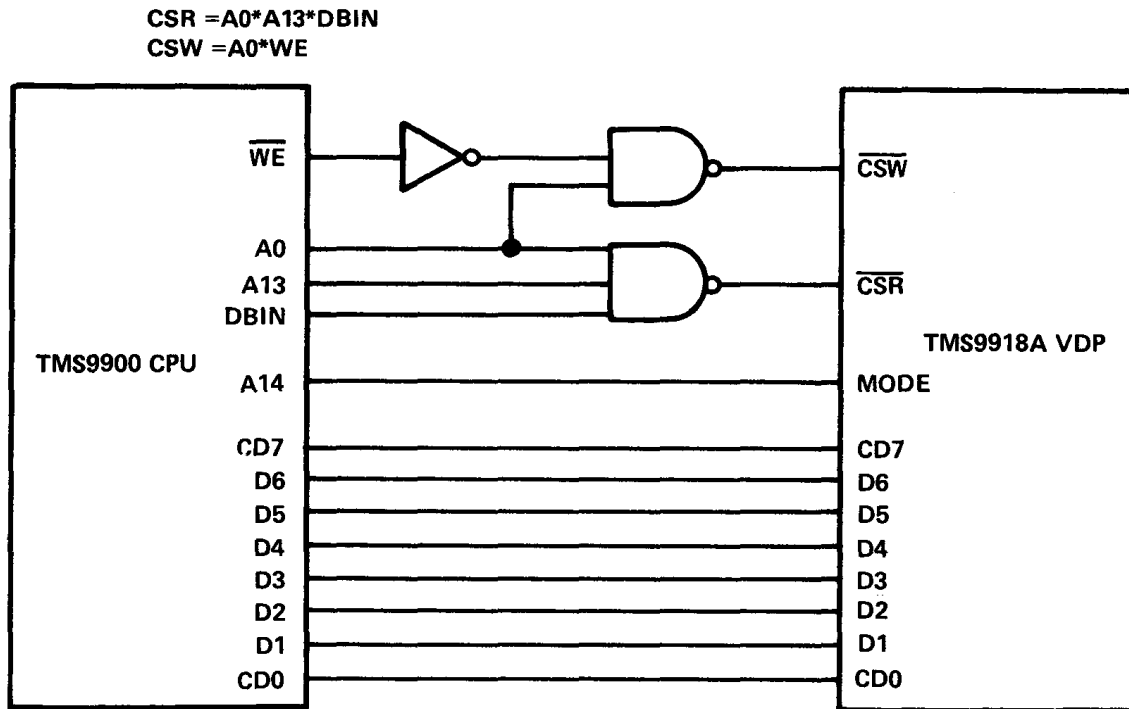 CSR =A0*A13*DBIN
CSW =A0*WE
WE
A0
A13
DBIN
TMS9900 CPU
A14
CD7
D6
D5
D4
D3
D2
D1
CD0
CSW
CSR
TMS9918A VDP
MODE
CD7
D6
D5
D4
D3
D2
D1
CD0